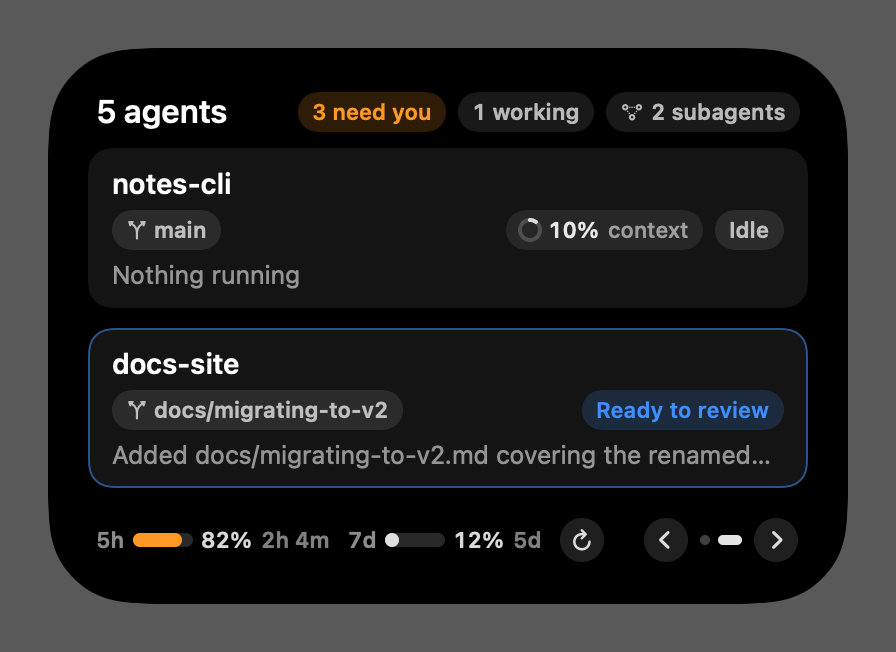 5 agents 3 need you 1 working 2 subagents
notes-cli
main 10% context Idle
Nothing running
docs-site
docs/migrating-to-v2 Ready to review
Added docs/migrating-to-v2.md covering the renamed...
5h 82% 2h 4m 7d 12% 5d